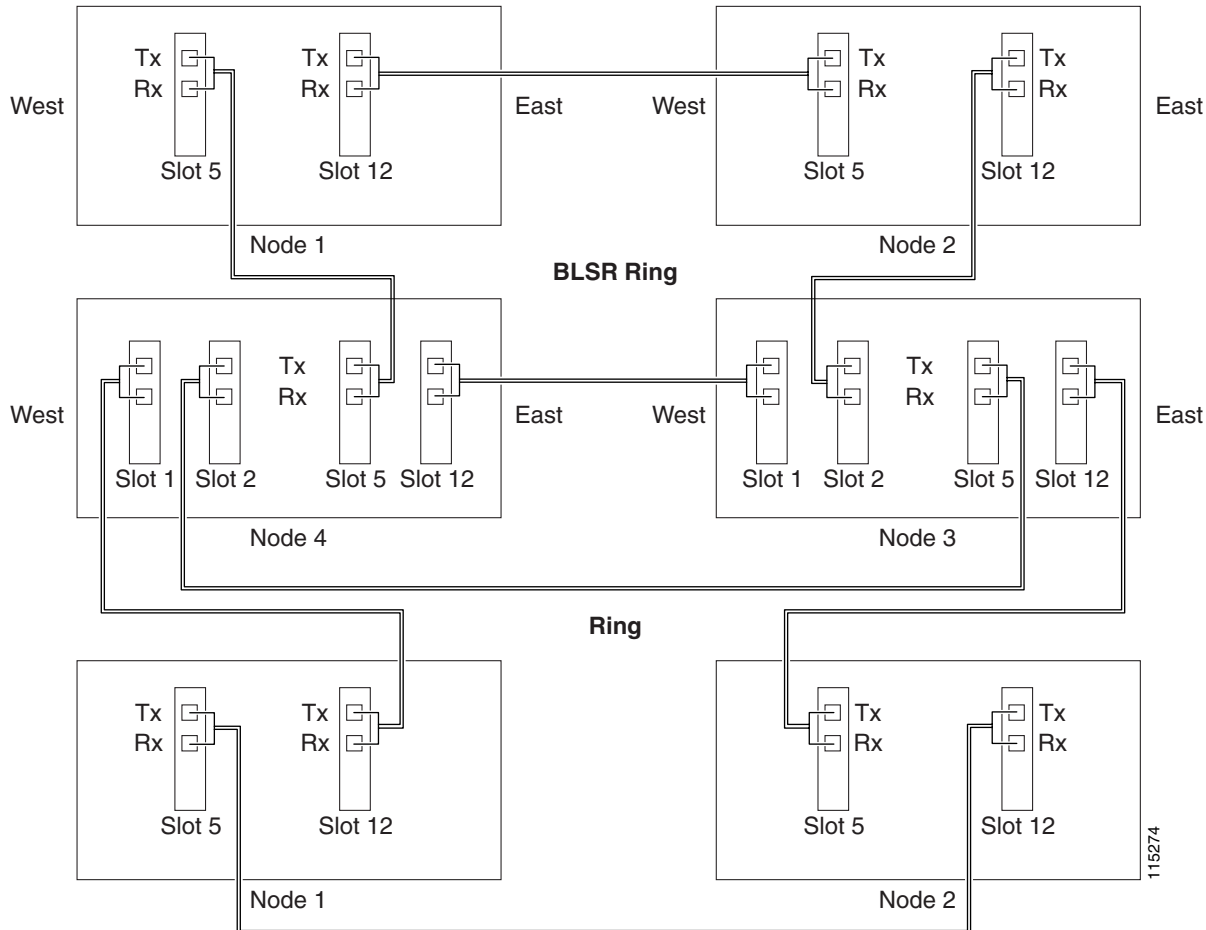 Tx Tx Tx Tx
Rx Rx Rx Rx
West East West East
Slot 5 Slot 12 Slot 5 Slot 12
Node 1 Node 2
BLSR Ring
Tx Tx
Rx Rx
West East West East
Slot 1 Slot 2 Slot 5 Slot 12 Slot 1 Slot 2 Slot 5 Slot 12
Node 4 Node 3
Ring
Tx Tx Tx Tx
Rx Rx Rx Rx
Slot 5 Slot 12 Slot 5 Slot 12
115274
Node 1 Node 2